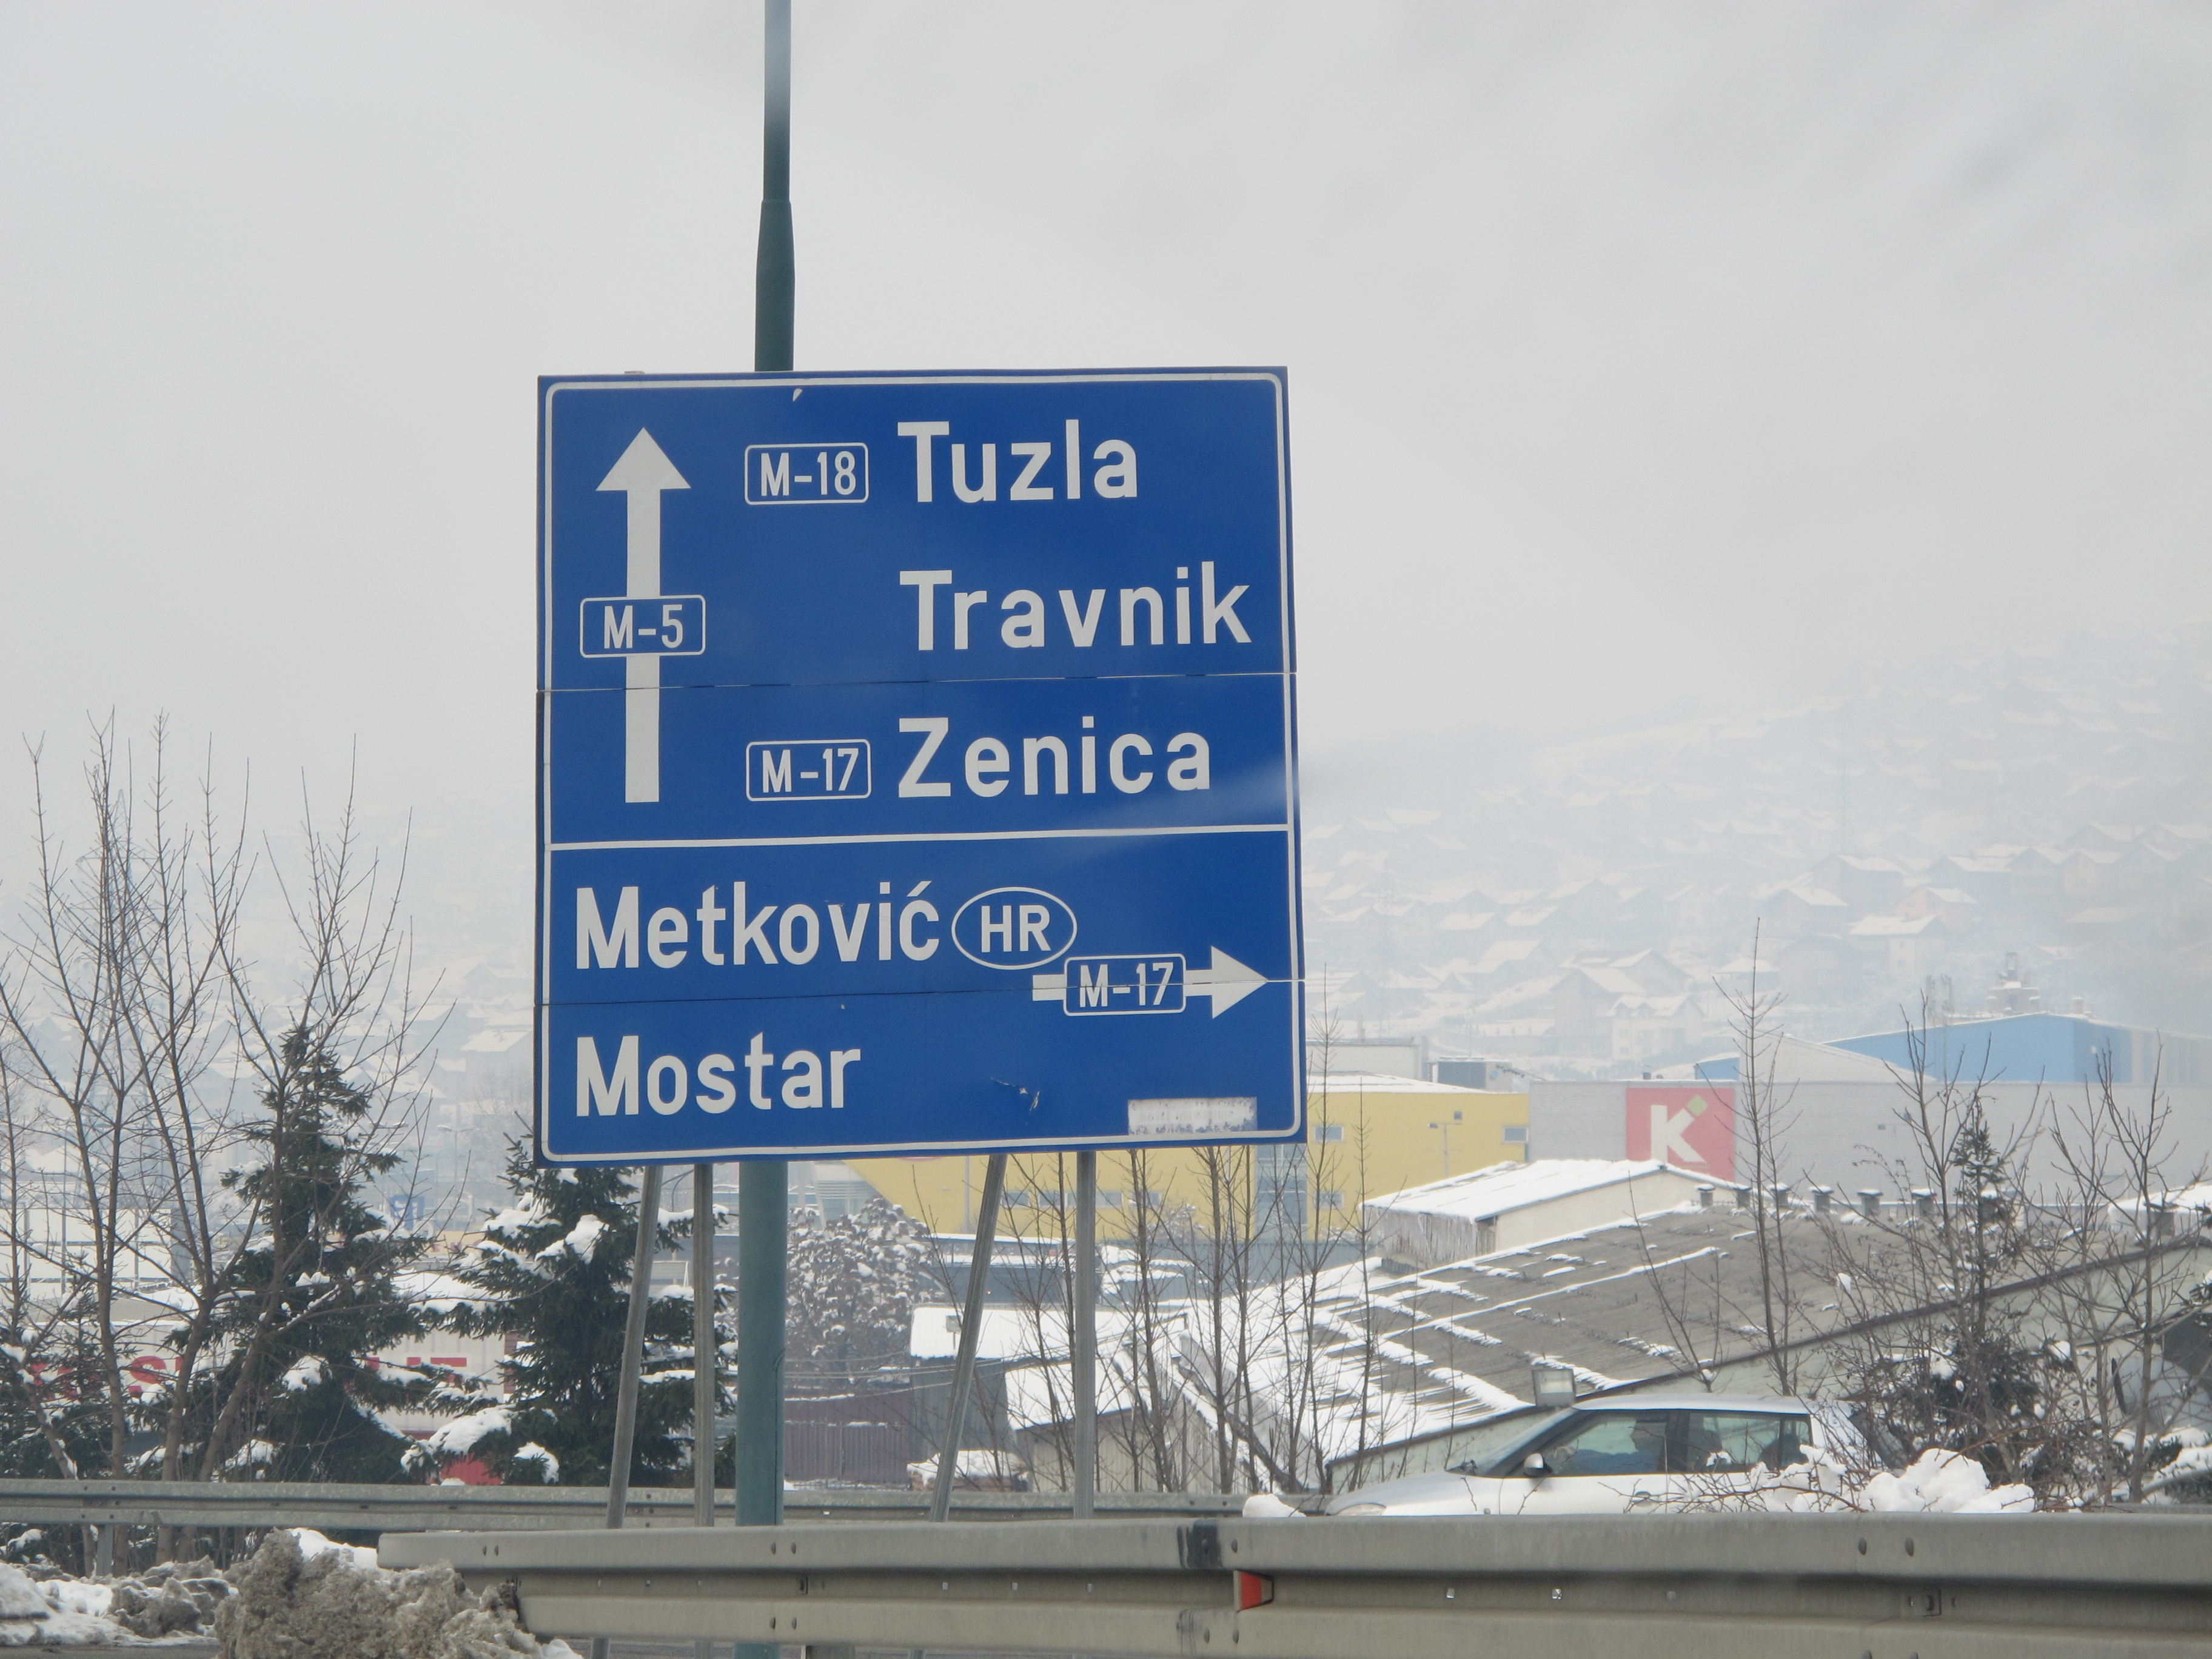 M-18 Tuzla
Travnik
M-5
M-17 Zenica
Metković HR
M-17
Mostar
K